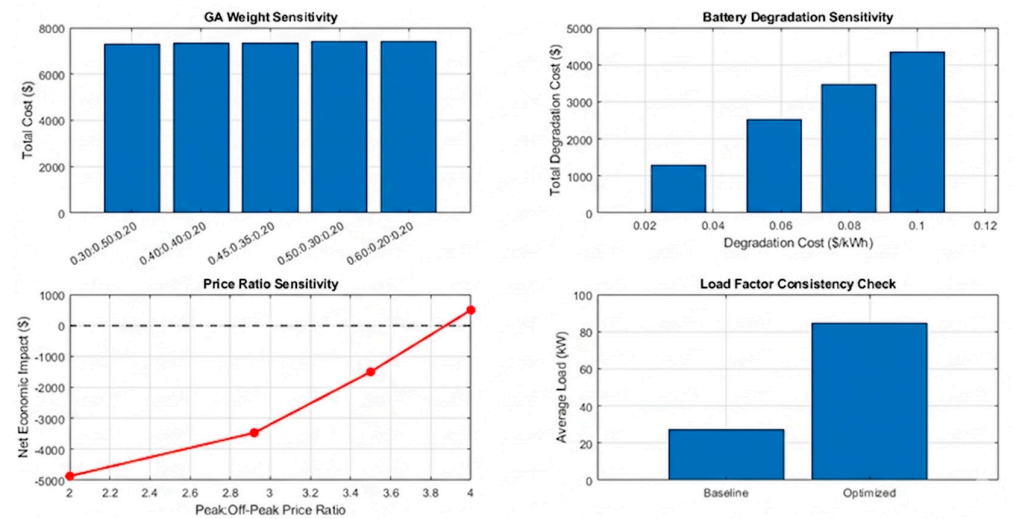 GA Weight Sensitivity
Total Cost ($)
8000
6000
4000
2000
0
0.30:0.50:0.20
0.40:0.40:0.20
0.45:0.35:0.20
0.50:0.30:0.20
0.60:0.20:0.20
Battery Degradation Sensitivity
Total Degradation Cost ($)
5000
4000
3000
2000
1000
0
0.02 0.04 0.06 0.08 0.1 0.12
Degradation Cost ($/kWh)
Price Ratio Sensitivity
Net Economic Impact ($)
1000
0
-1000
-2000
-3000
-4000
-5000
2 2.2 2.4 2.6 2.8 3 3.2 3.4 3.6 3.8 4
Peak:Off-Peak Price Ratio
Load Factor Consistency Check
Average Load (kW)
100
80
60
40
20
0
Baseline Optimized